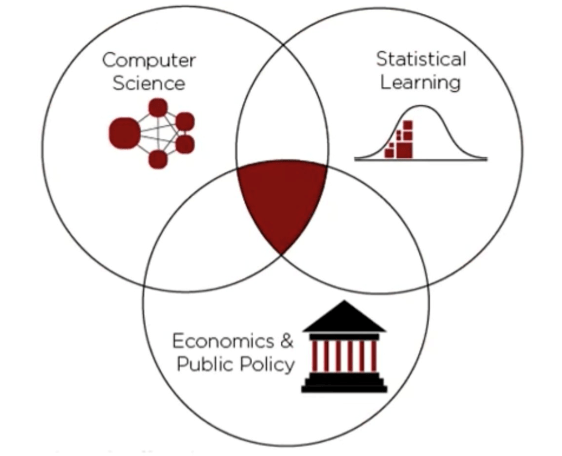 Computer
Science
Statistical
Learning
Economics &
Public Policy